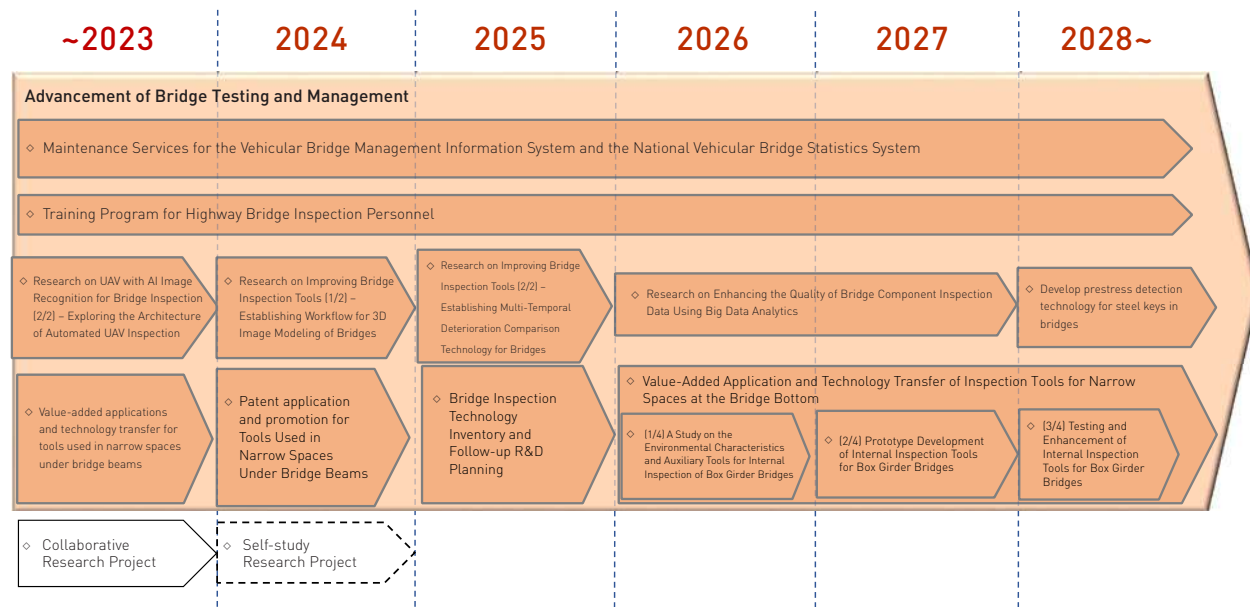 ~2023
2024
2025
2026
2027
2028~
Advancement of Bridge Testing and Management
◇ Maintenance Services for the Vehicular Bridge Management Information System and the National Vehicular Bridge Statistics System
◇ Training Program for Highway Bridge Inspection Personnel
◇ Research on UAV with AI Image
Recognition for Bridge Inspection
(2/2) – Exploring the Architecture
of Automated UAV Inspection
◇ Research on Improving Bridge
Inspection Tools (1/2) –
Establishing Workflow for 3D
Image Modeling of Bridges
◇ Research on Improving Bridge
Inspection Tools (2/2) –
Establishing Multi-Temporal
Deterioration Comparison
Technology for Bridges
◇ Research on Enhancing the Quality of Bridge Component Inspection
Data Using Big Data Analytics
◇ Develop prestress detection
technology for steel keys in
bridges
◇ Value-added applications
and technology transfer for
tools used in narrow spaces
under bridge beams
◇ Patent application
and promotion for
Tools Used in
Narrow Spaces
Under Bridge Beams
◇ Bridge Inspection
Technology
Inventory and
Follow-up R&D
Planning
◇ Value-Added Application and Technology Transfer of Inspection Tools for Narrow
Spaces at the Bridge Bottom
◇ (1/4) A Study on the
Environmental Characteristics
and Auxiliary Tools for Internal
Inspection of Box Girder Bridges
◇ (2/4) Prototype Development
of Internal Inspection Tools
for Box Girder Bridges
◇ (3/4) Testing and
Enhancement of
Internal Inspection
Tools for Box Girder
Bridges
◇ Collaborative
Research Project
◇ Self-study
Research Project